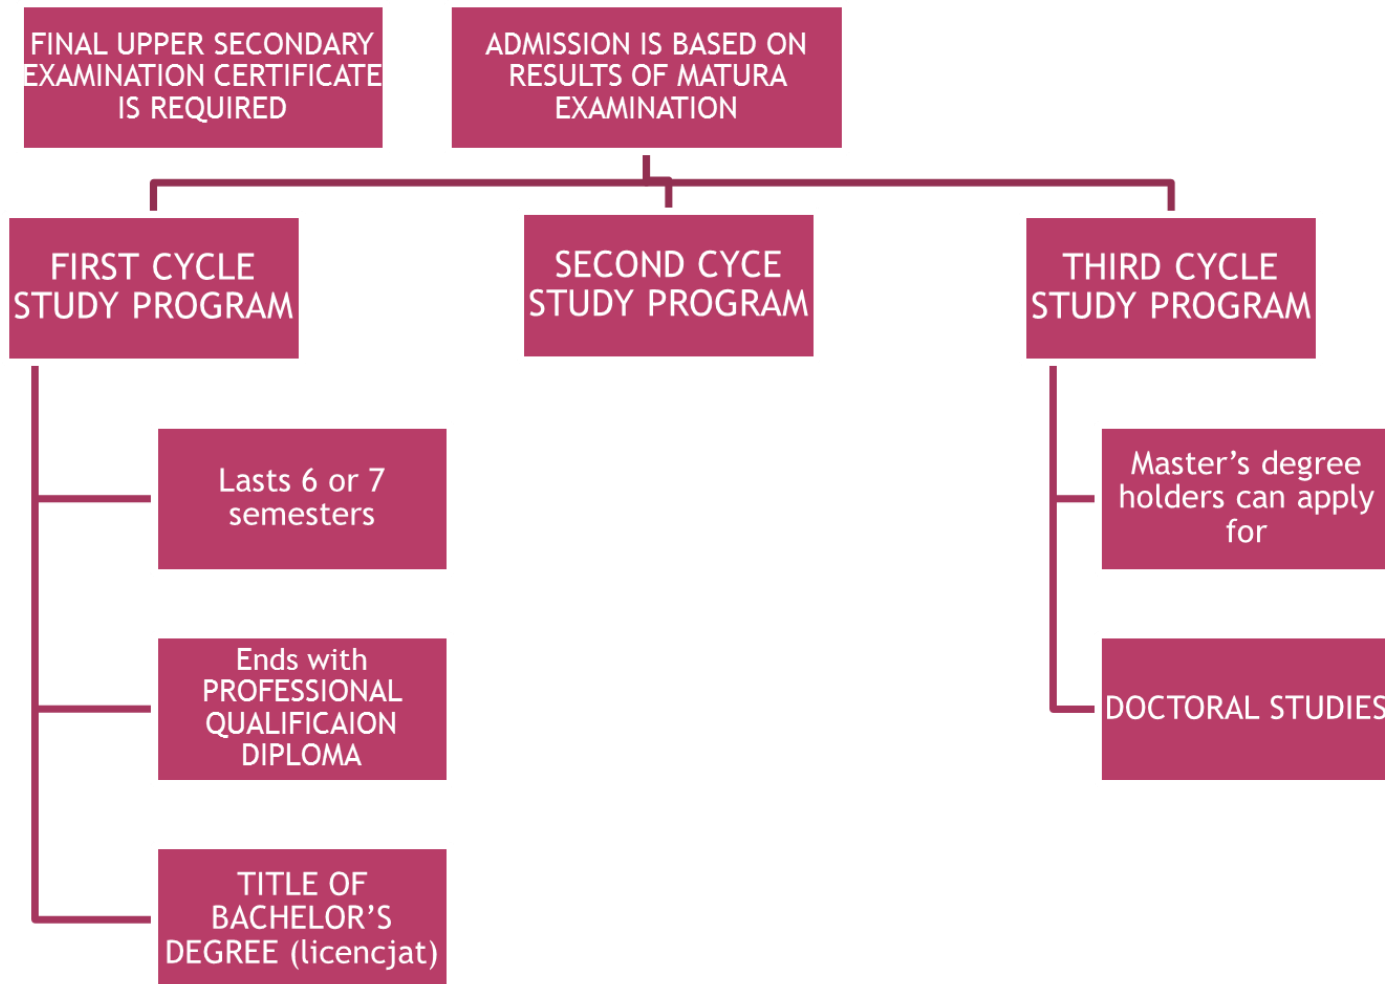 FINAL UPPER SECONDARY
EXAMINATION CERTIFICATE
IS REQUIRED
ADMISSION IS BASED ON
RESULTS OF MATURA
EXAMINATION
FIRST CYCLE
STUDY PROGRAM
SECOND CYCE
STUDY PROGRAM
THIRD CYCLE
STUDY PROGRAM
Lasts 6 or 7
semesters
Ends with
PROFESSIONAL
QUALIFICAION
DIPLOMA
TITLE OF
BACHELOR’S
DEGREE (licencjat)
Master’s degree
holders can apply
for
DOCTORAL STUDIES